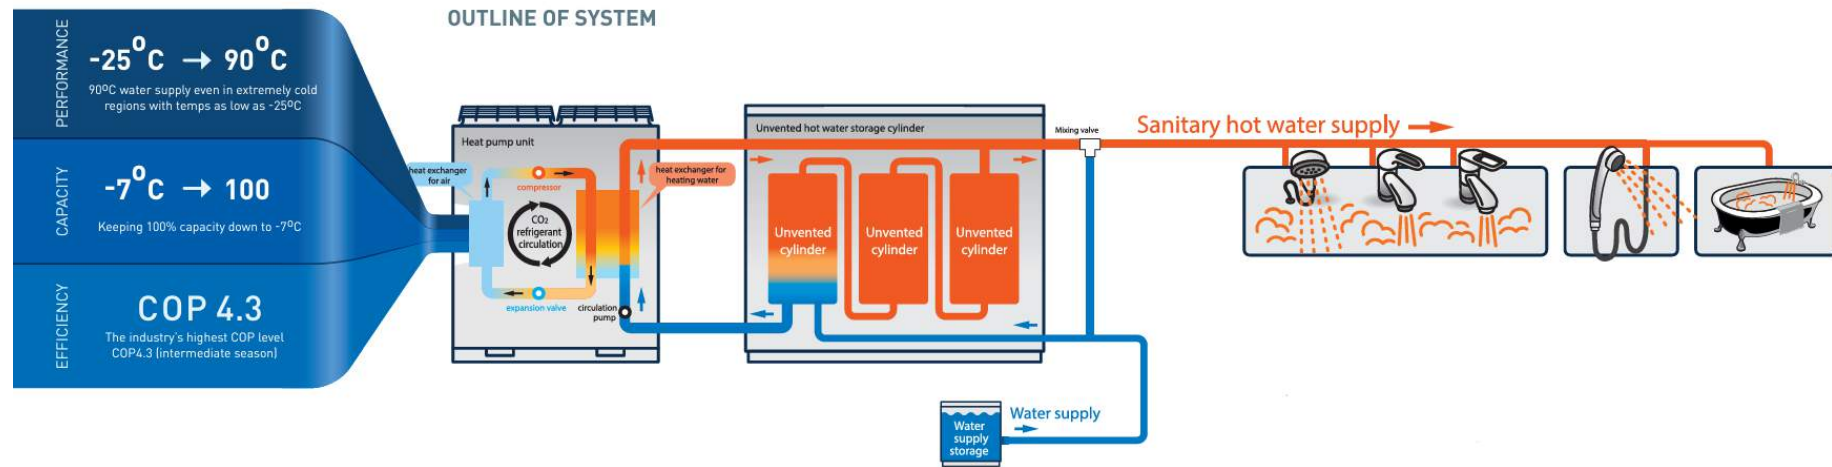 OUTLINE OF SYSTEM
PERFORMANCE
-25°C → 90°C
90ºC water supply even in extremely cold
regions with temps as low as -25ºC
CAPACITY
-7°C → 100
Keeping 100% capacity down to -7ºC
EFFICIENCY
COP 4.3
The industry's highest COP level
COP4.3 (intermediate season)
Heat pump unit
heat exchanger
for air
compressor
heat exchanger for
heating water
CO₂
refrigerant
circulation
expansion valve
circulation
pump
Unvented hot water storage cylinder
Unvented
cylinder
Unvented
cylinder
Unvented
cylinder
Mixing valve
Sanitary hot water supply
Water
supply
storage
Water supply